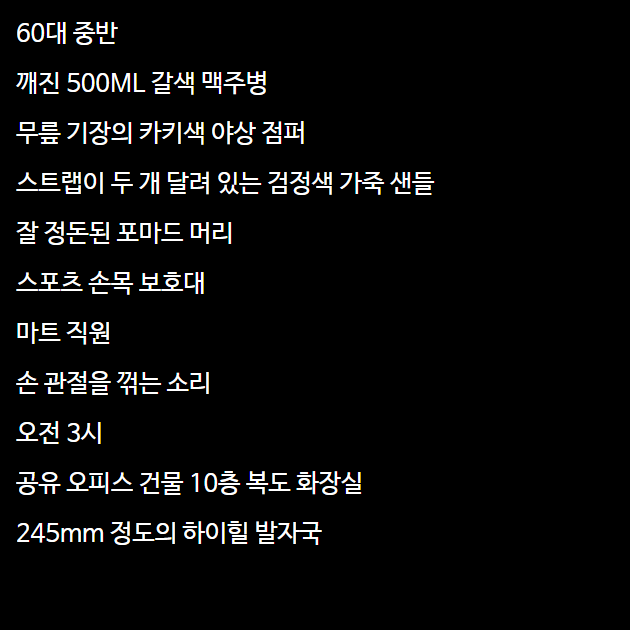 60대 중반
깨진 500ML 갈색 맥주병
무릎 기장의 카키색 야상 점퍼
스트랩이 두 개 달려 있는 검정색 가죽 샌들
잘 정돈된 포마드 머리
스포츠 손목 보호대
마트 직원
손 관절을 꺾는 소리
오전 3시
공유 오피스 건물 10층 복도 화장실
245mm 정도의 하이힐 발자국